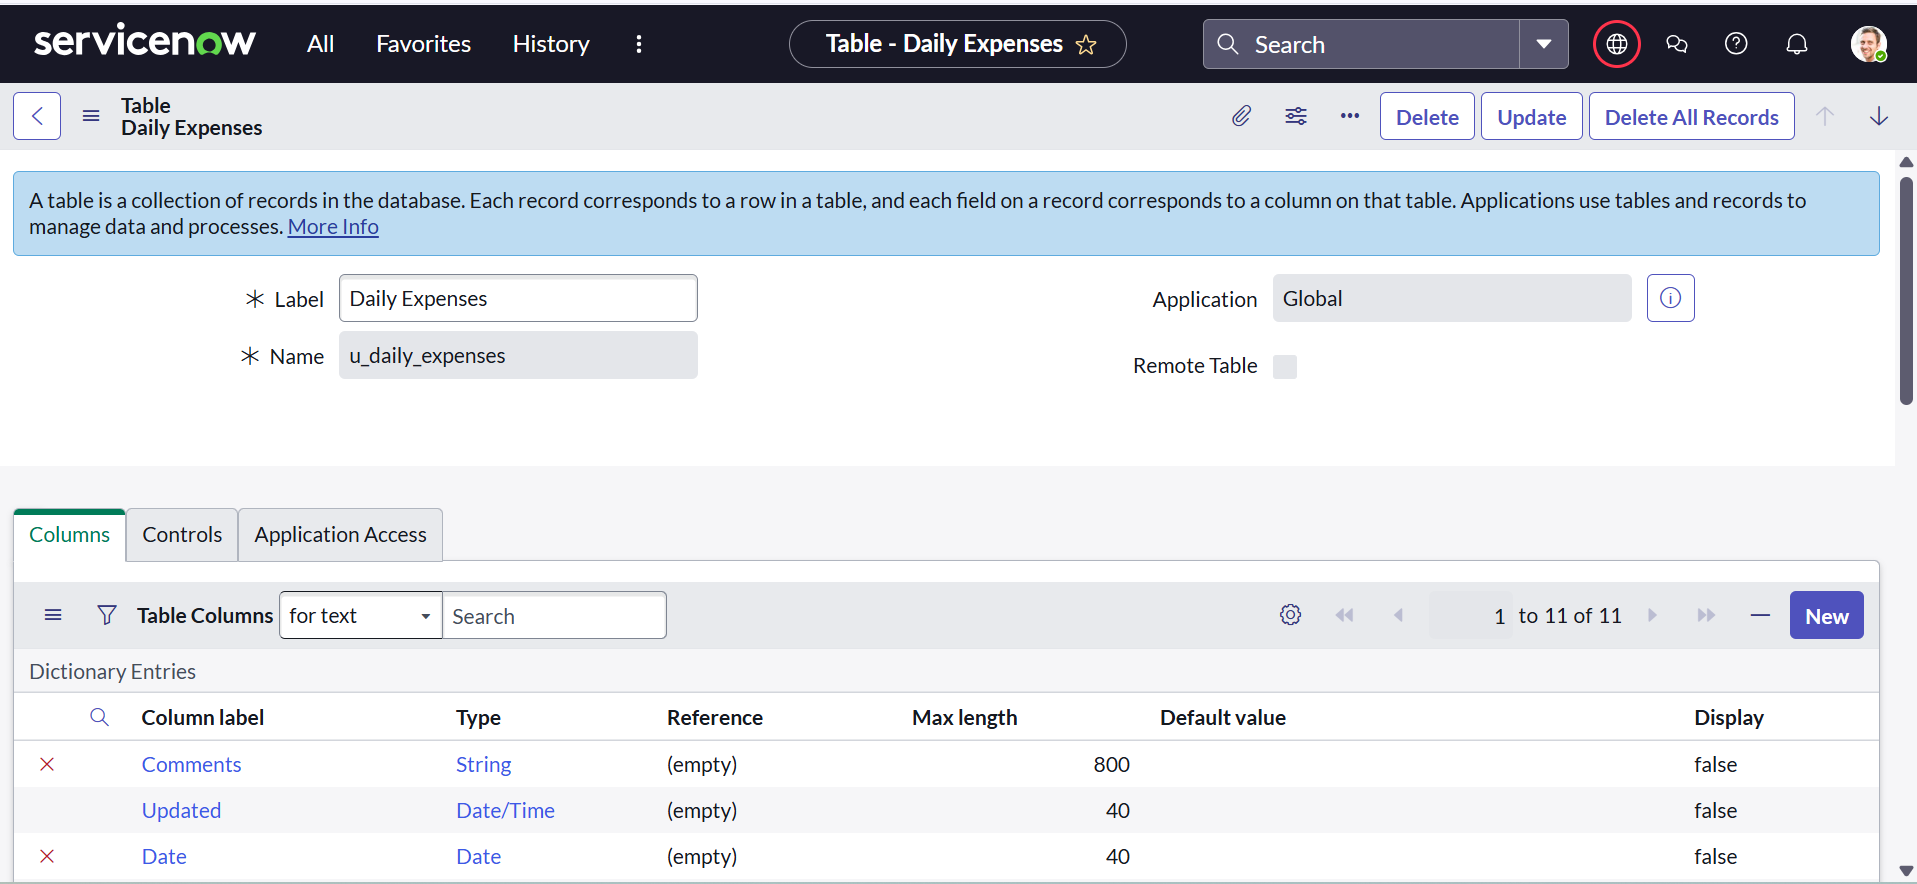 servicenow All Favorites History Table - Daily Expenses Search
Table
Daily Expenses
Delete Update Delete All Records
A table is a collection of records in the database. Each record corresponds to a row in a table, and each field on a record corresponds to a column on that table. Applications use tables and records to
manage data and processes. More Info
Label Daily Expenses Application Global
Name u_daily_expenses
Remote Table
Columns Controls Application Access
Table Columns for text Search 1 to 11 of 11 New
Dictionary Entries
Column label Type Reference Max length Default value Display
Comments String (empty) 800 false
Updated Date/Time (empty) 40 false
Date Date (empty) 40 false